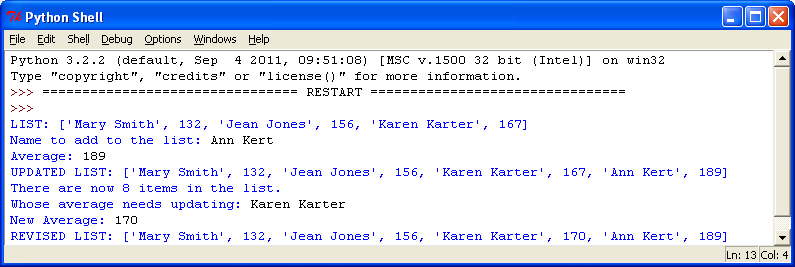 Python Shell
File Edit Shell Debug Options Windows Help
Python 3.2.2 (default, Sep  4 2011, 09:51:08) [MSC v.1500 32 bit (Intel)] on win32
Type "copyright", "credits" or "license()" for more information.
>>> ================================ RESTART ================================
>>>
LIST: ['Mary Smith', 132, 'Jean Jones', 156, 'Karen Karter', 167]
Name to add to the list: Ann Kert
Average: 189
UPDATED LIST: ['Mary Smith', 132, 'Jean Jones', 156, 'Karen Karter', 167, 'Ann Kert', 189]
There are now 8 items in the list.
Whose average needs updating: Karen Karter
New Average: 170
REVISED LIST: ['Mary Smith', 132, 'Jean Jones', 156, 'Karen Karter', 170, 'Ann Kert', 189]
Ln: 13 Col: 4